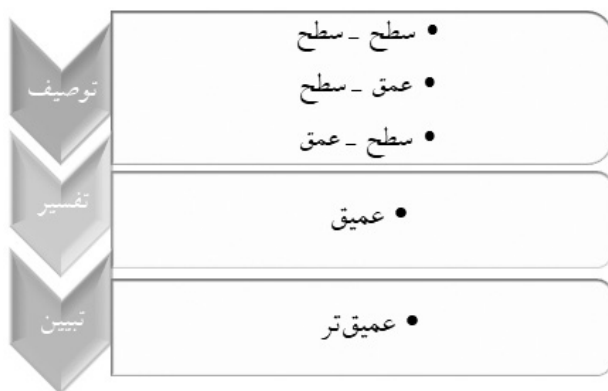 توصیف
• سطح - سطح
• عمق - سطح
• سطح - عمق
تفسیر
• عمیق
تبیین
• عمیق‌تر